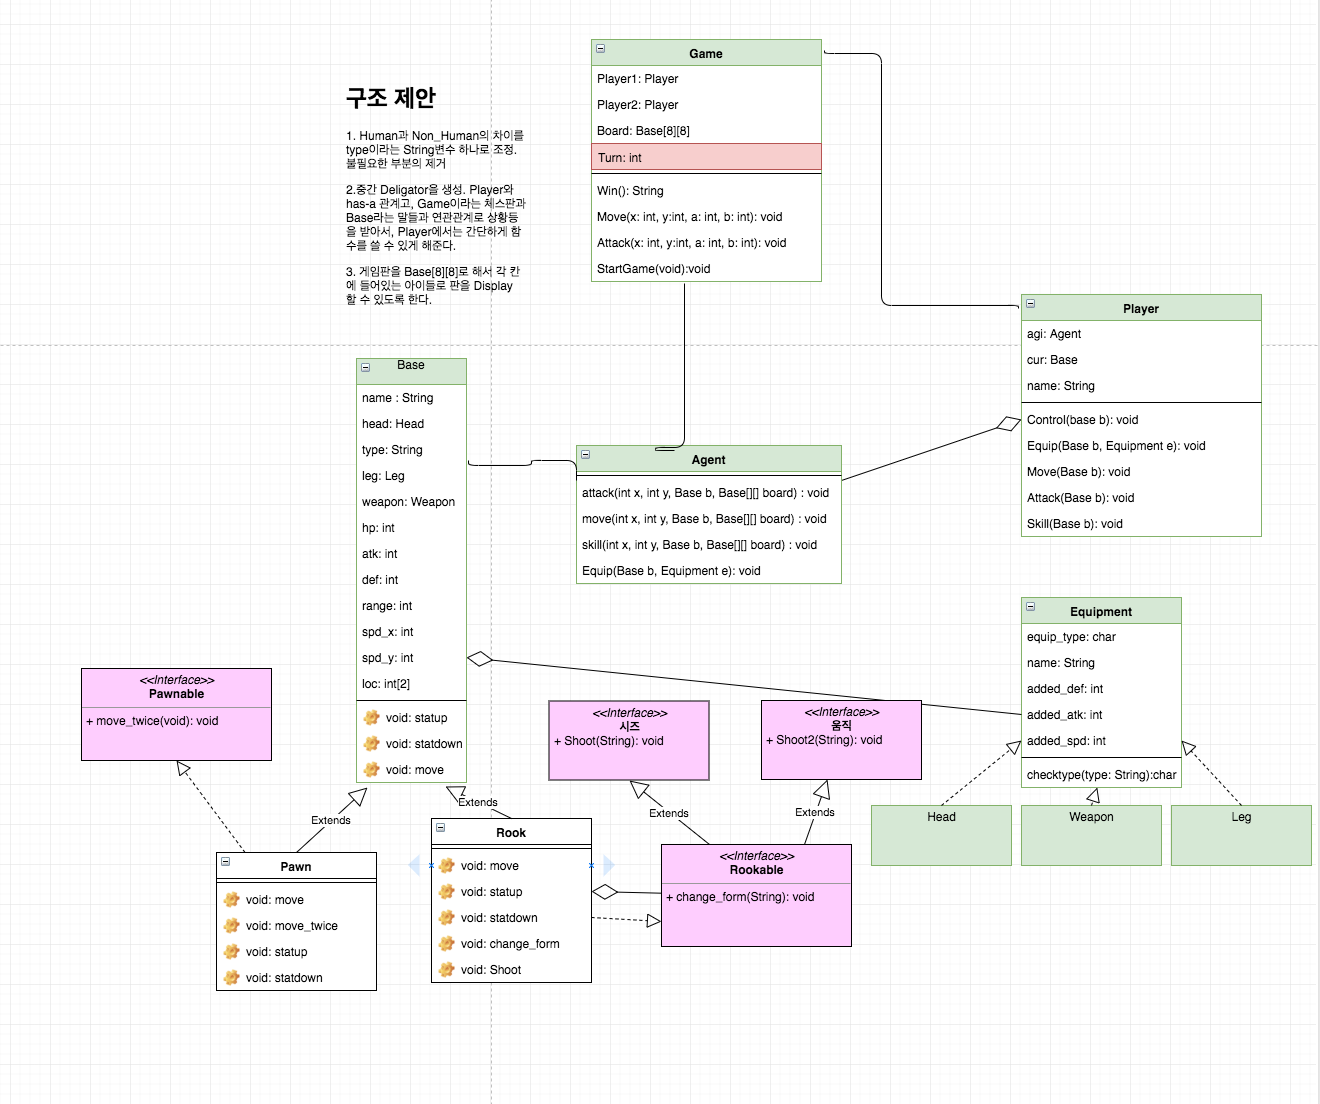 구조 제안
1. Human과 Non_Human의 차이를
type이라는 String변수 하나로 조정.
불필요한 부분의 제거
2.중간 Deligator을 생성. Player와
has-a 관계고, Game이라는 체스판과
Base라는 말들과 연관관계로 상황등
을 받아서, Player에서는 간단하게 함
수를 쓸 수 있게 해준다.
3. 게임판을 Base[8][8]로 해서 각 칸
에 들어있는 아이들로 판을 Display
할 수 있도록 한다.
Game
Player1: Player
Player2: Player
Board: Base[8][8]
Turn: int
Win(): String
Move(x: int, y:int, a: int, b: int): void
Attack(x: int, y:int, a: int, b: int): void
StartGame(void):void
Player
agi: Agent
cur: Base
name: String
Control(base b): void
Equip(Base b, Equipment e): void
Move(Base b): void
Attack(Base b): void
Skill(Base b): void
Base
name : String
head: Head
type: String
leg: Leg
weapon: Weapon
hp: int
atk: int
def: int
range: int
spd_x: int
spd_y: int
loc: int[2]
void: statup
void: statdown
void: move
Agent
attack(int x, int y, Base b, Base[][] board) : void
move(int x, int y, Base b, Base[][] board) : void
skill(int x, int y, Base b, Base[][] board) : void
Equip(Base b, Equipment e): void
Equipment
equip_type: char
name: String
added_def: int
added_atk: int
added_spd: int
checktype(type: String):char
Head
Weapon
Leg
<<Interface>>
Pawnable
+ move_twice(void): void
<<Interface>>
시즈
+ Shoot(String): void
<<Interface>>
움직
+ Shoot2(String): void
Extends
Extends
Extends
Extends
Pawn
void: move
void: move_twice
void: statup
void: statdown
Rook
void: move
void: statup
void: statdown
void: change_form
void: Shoot
<<Interface>>
Rookable
+ change_form(String): void